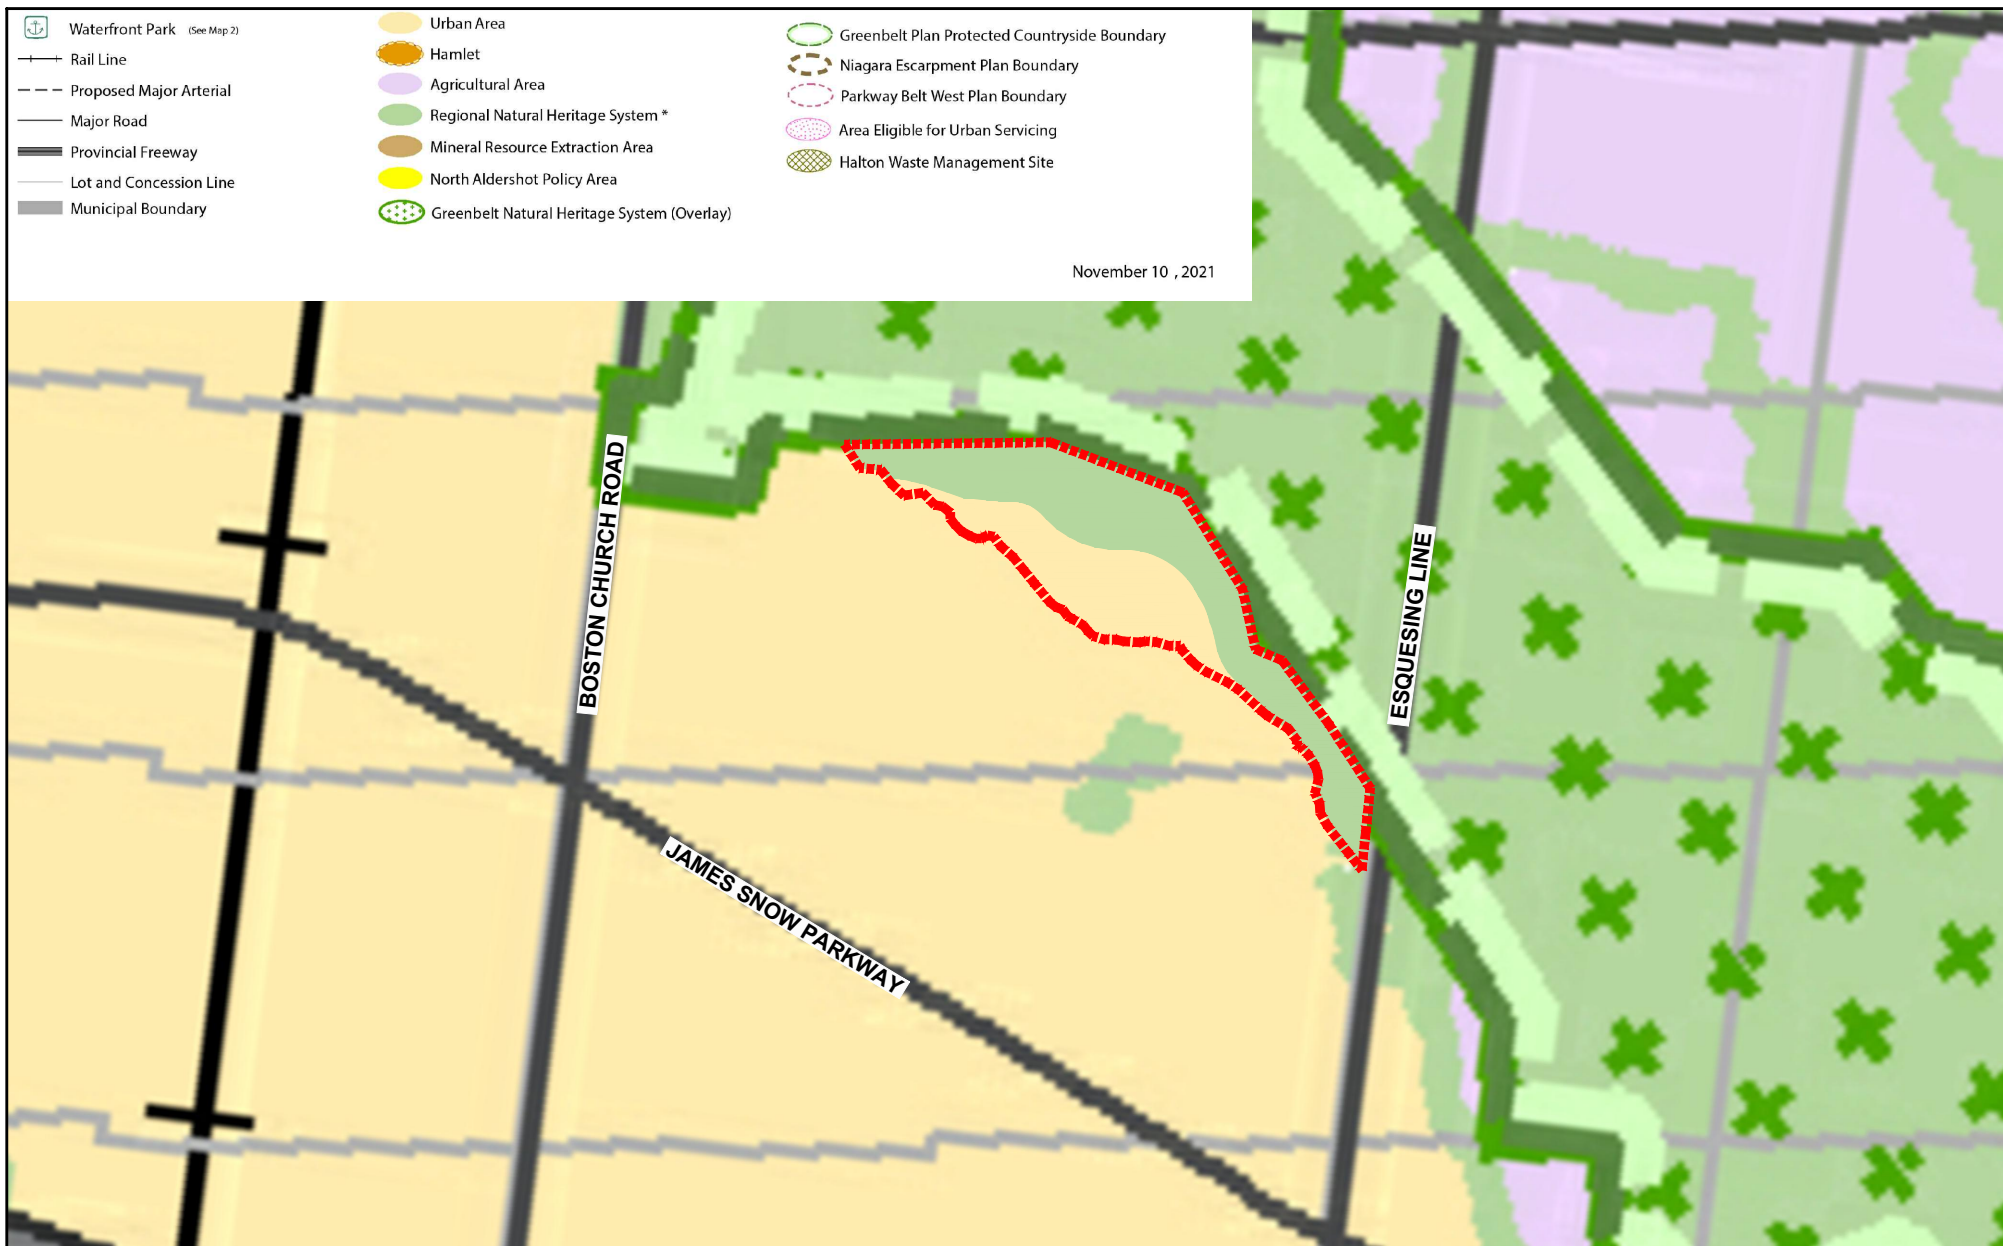 Waterfront Park (See Map 2)
Rail Line
Proposed Major Arterial
Major Road
Provincial Freeway
Lot and Concession Line
Municipal Boundary
Urban Area
Hamlet
Agricultural Area
Regional Natural Heritage System *
Mineral Resource Extraction Area
North Aldershot Policy Area
Greenbelt Natural Heritage System (Overlay)
Greenbelt Plan Protected Countryside Boundary
Niagara Escarpment Plan Boundary
Parkway Belt West Plan Boundary
Area Eligible for Urban Servicing
Halton Waste Management Site
November 10 , 2021
BOSTON CHURCH ROAD
ESQUESING LINE
JAMES SNOW PARKWAY